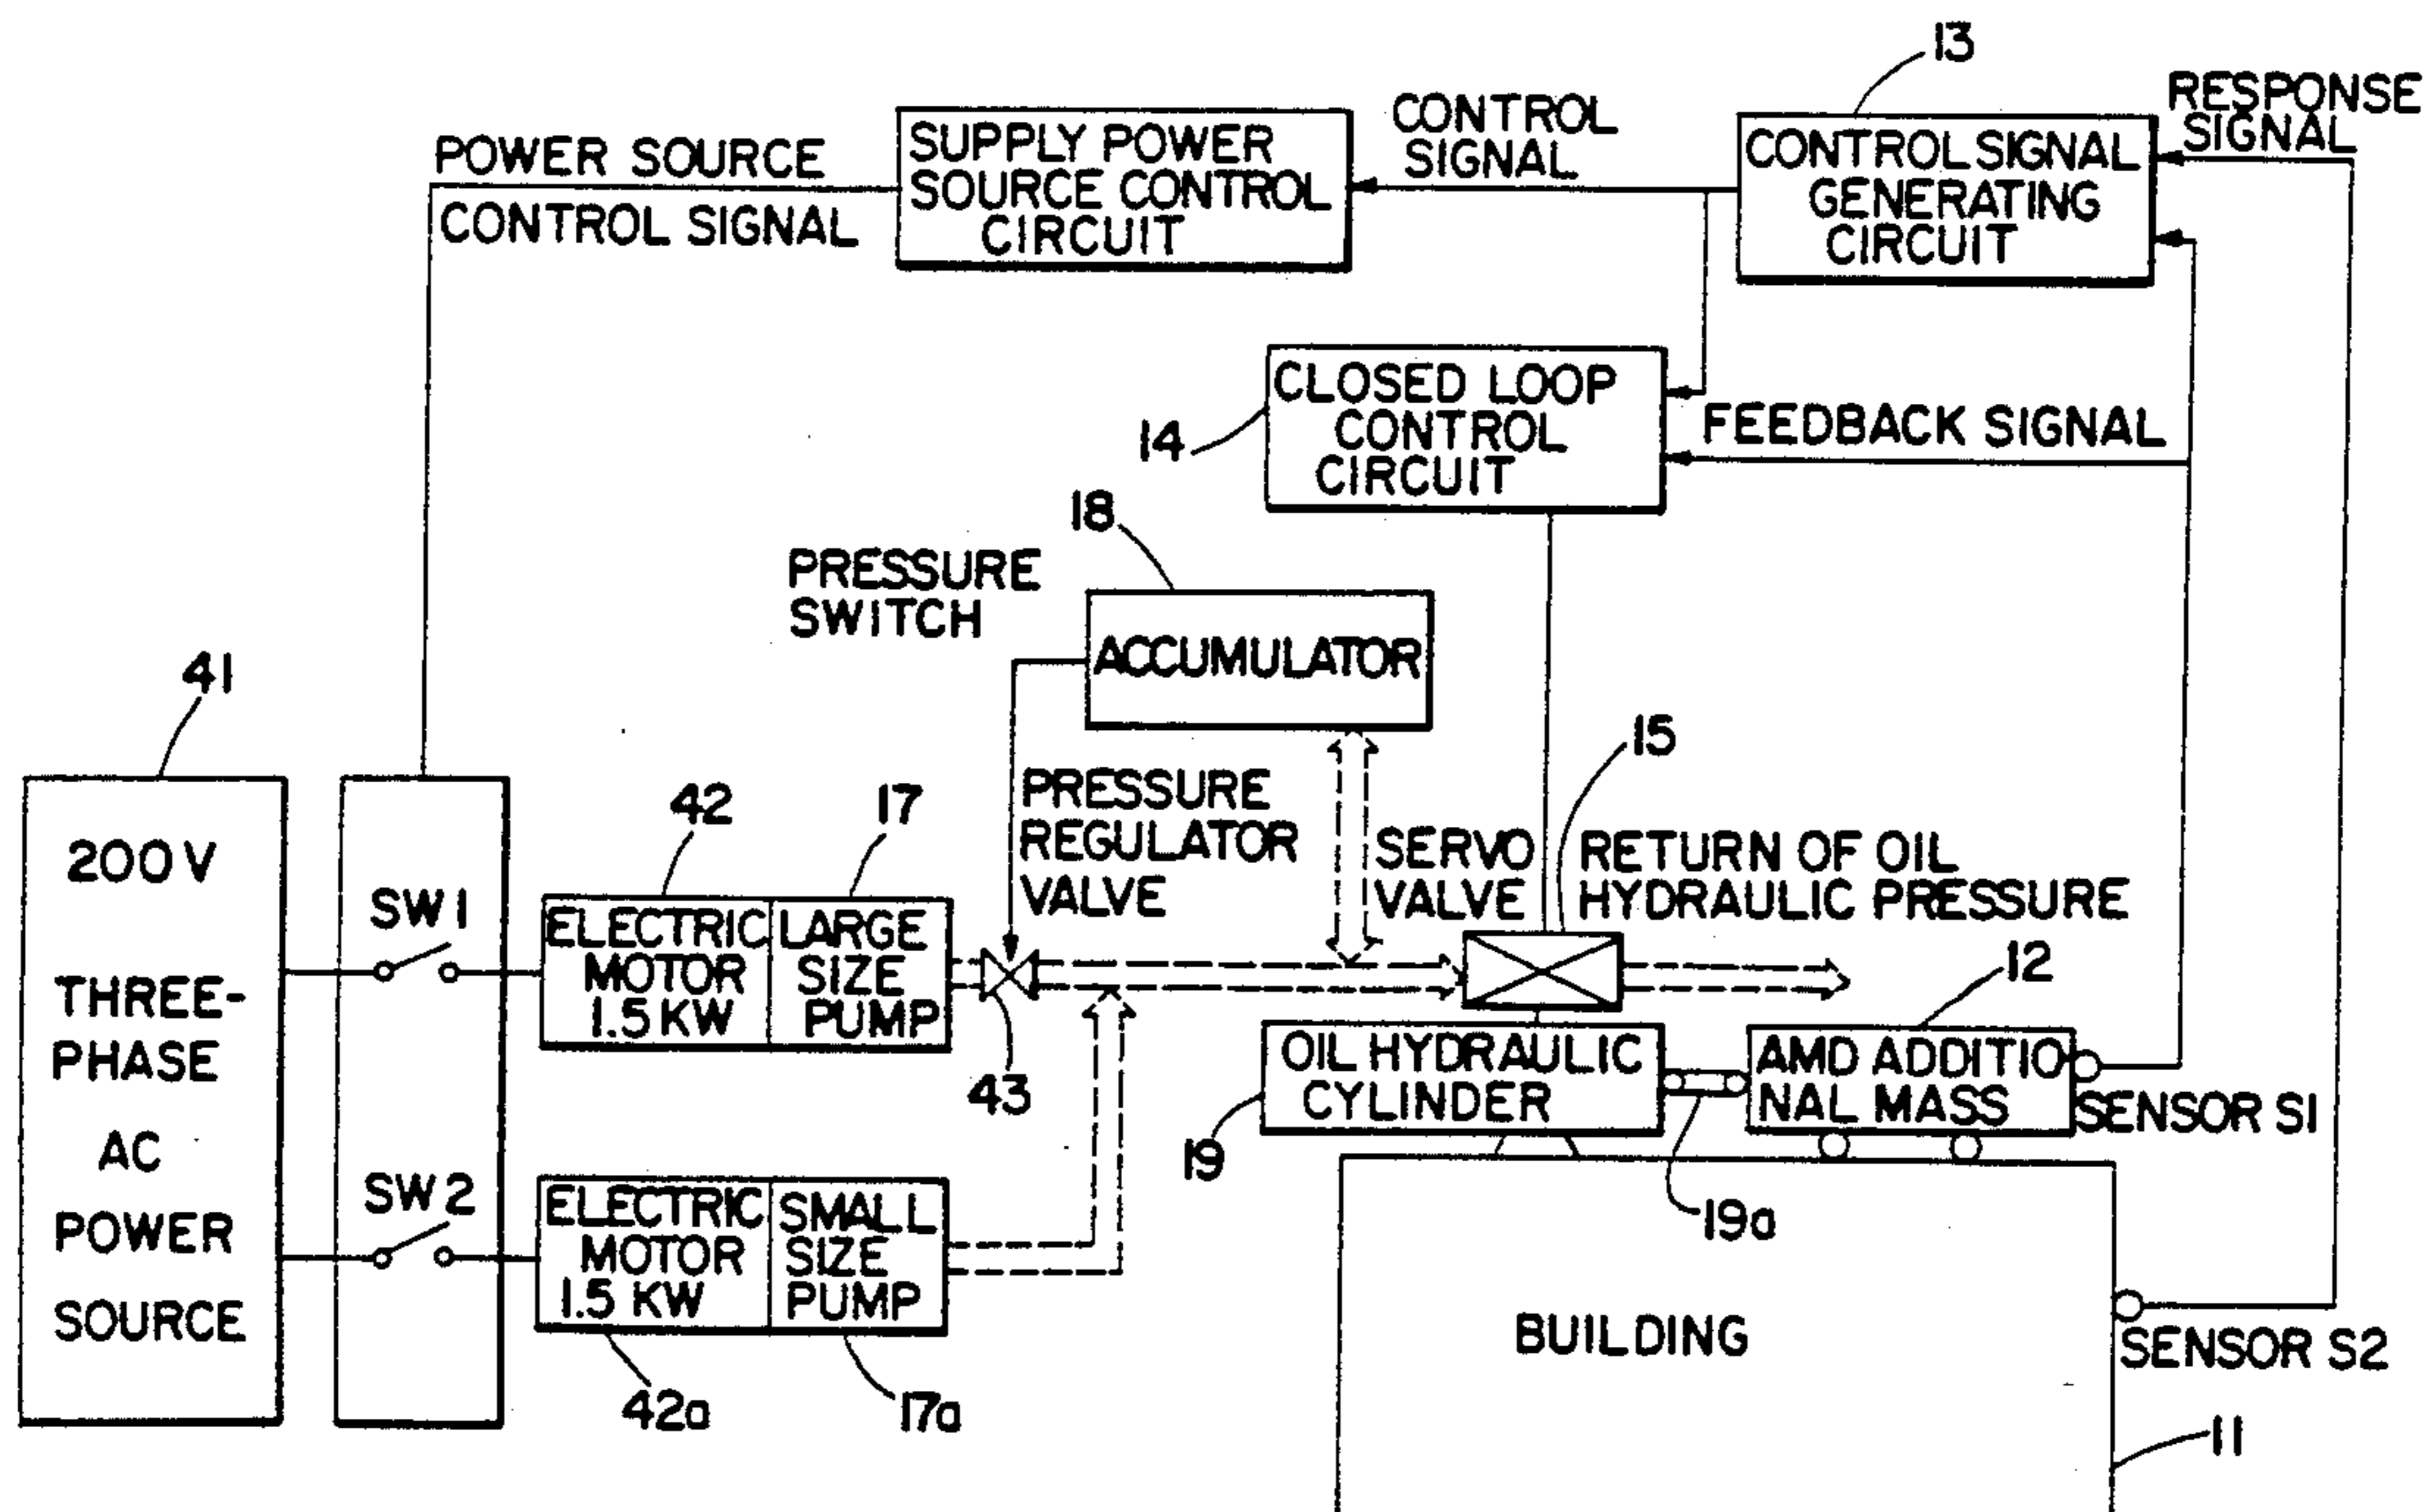 13
RESPONSE
SIGNAL
CONTROL
SIGNAL
SUPPLY POWER
SOURCE CONTROL
CIRCUIT
CONTROL SIGNAL
GENERATING
CIRCUIT
POWER SOURCE
CONTROL SIGNAL
CLOSED LOOP
CONTROL
CIRCUIT
14
FEEDBACK SIGNAL
18
PRESSURE
SWITCH
ACCUMULATOR
41
15
42
17
PRESSURE
REGULATOR
VALVE
SERVO
VALVE
RETURN OF OIL
HYDRAULIC PRESSURE
200V
THREE-
PHASE
AC
POWER
SOURCE
SW1
ELECTRIC
MOTOR
1.5 KW
LARGE
SIZE
PUMP
43
12
OIL HYDRAULIC
CYLINDER
AMD ADDITIO
NAL MASS
SENSOR S1
19
19a
SW2
ELECTRIC
MOTOR
1.5 KW
SMALL
SIZE
PUMP
42a
17a
BUILDING
SENSOR S2
11